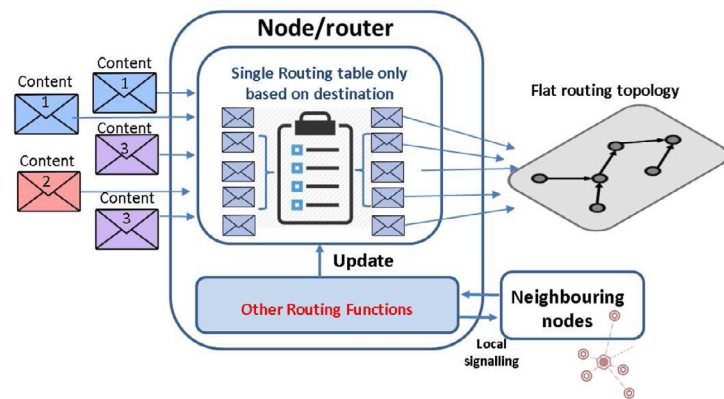 Node/router
Content
1
Content
1
Content
3
Content
2
Content
3
Single Routing table only
based on destination
Flat routing topology
Update
Other Routing Functions
Neighbouring
nodes
Local
signalling